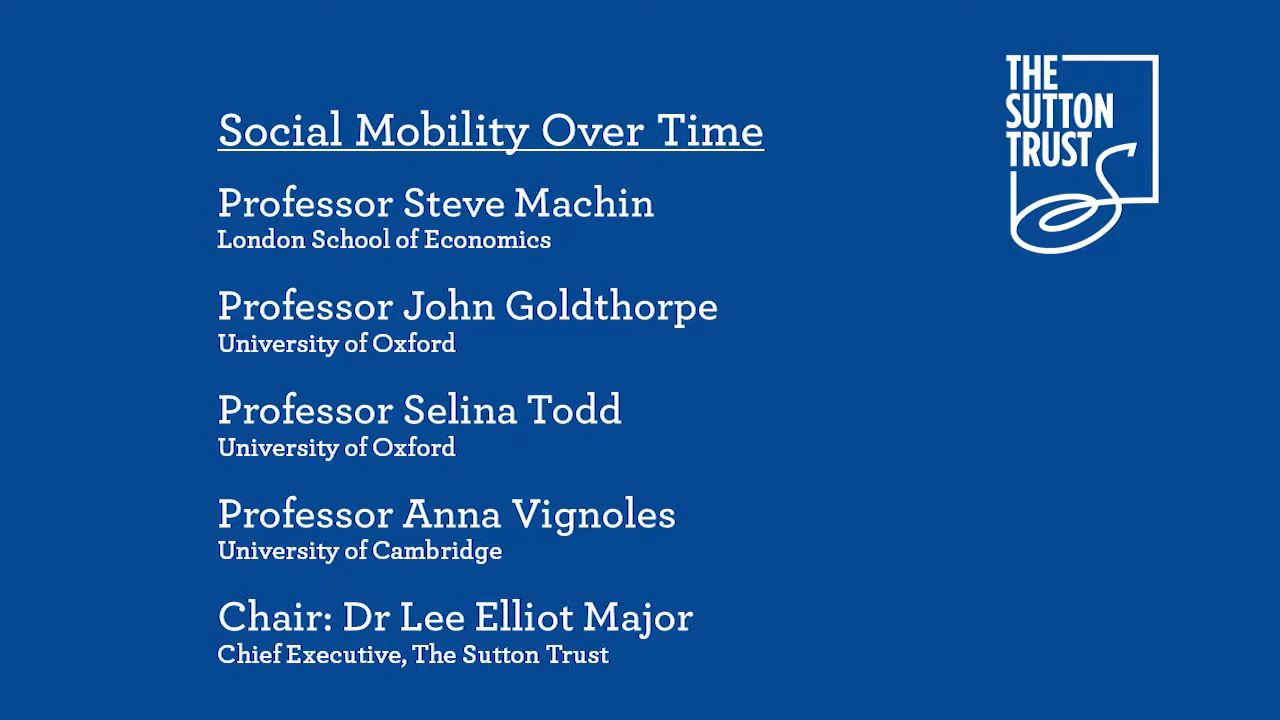 Social Mobility Over Time
Professor Steve Machin
London School of Economics
Professor John Goldthorpe
University of Oxford
Professor Selina Todd
University of Oxford
Professor Anna Vignoles
University of Cambridge
Chair: Dr Lee Elliot Major
Chief Executive, The Sutton Trust
THE
SUTTON
TRUST